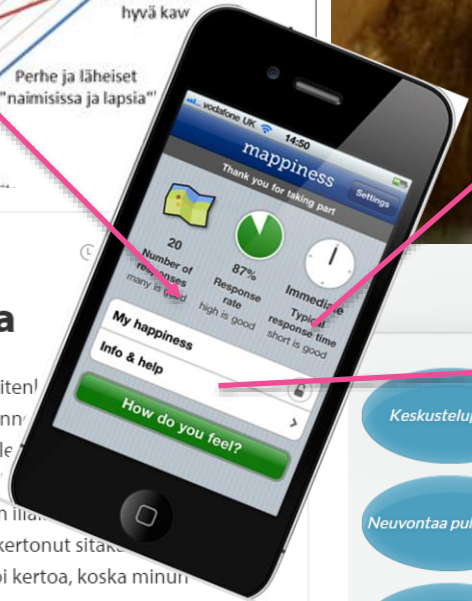 hyvä kaw
Perhe ja läheiset
"naimisissa ja lapsia"
vodafone UK 14:50
mappiness
Settings
Thank you for taking part
20
Number of
responses
many is good
87%
Response
rate
high is good
Immediate
Typical
response time
short is good
My happiness
Info & help
How do you feel?
a
kertonut
oi kertoa, koska minun
Keskustelup
Neuvontaa pu